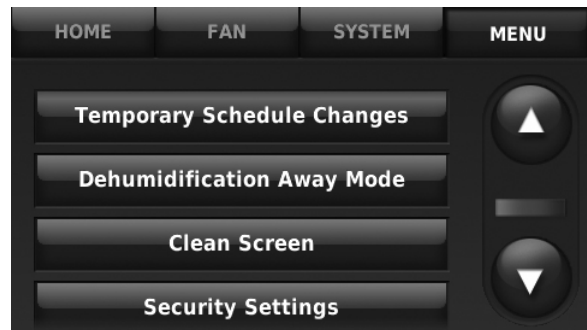 HOME FAN SYSTEM MENU
Temporary Schedule Changes
Dehumidification Away Mode
Clean Screen
Security Settings